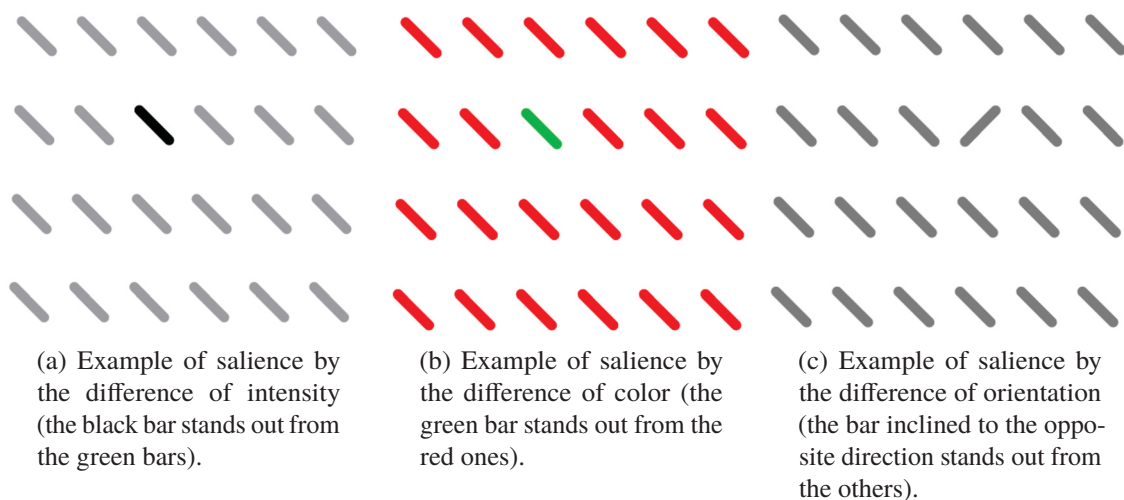 (a) Example of salience by
the difference of intensity
(the black bar stands out from
the green bars).
(b) Example of salience by
the difference of color (the
green bar stands out from the
red ones).
(c) Example of salience by
the difference of orientation
(the bar inclined to the oppo-
site direction stands out from
the others).